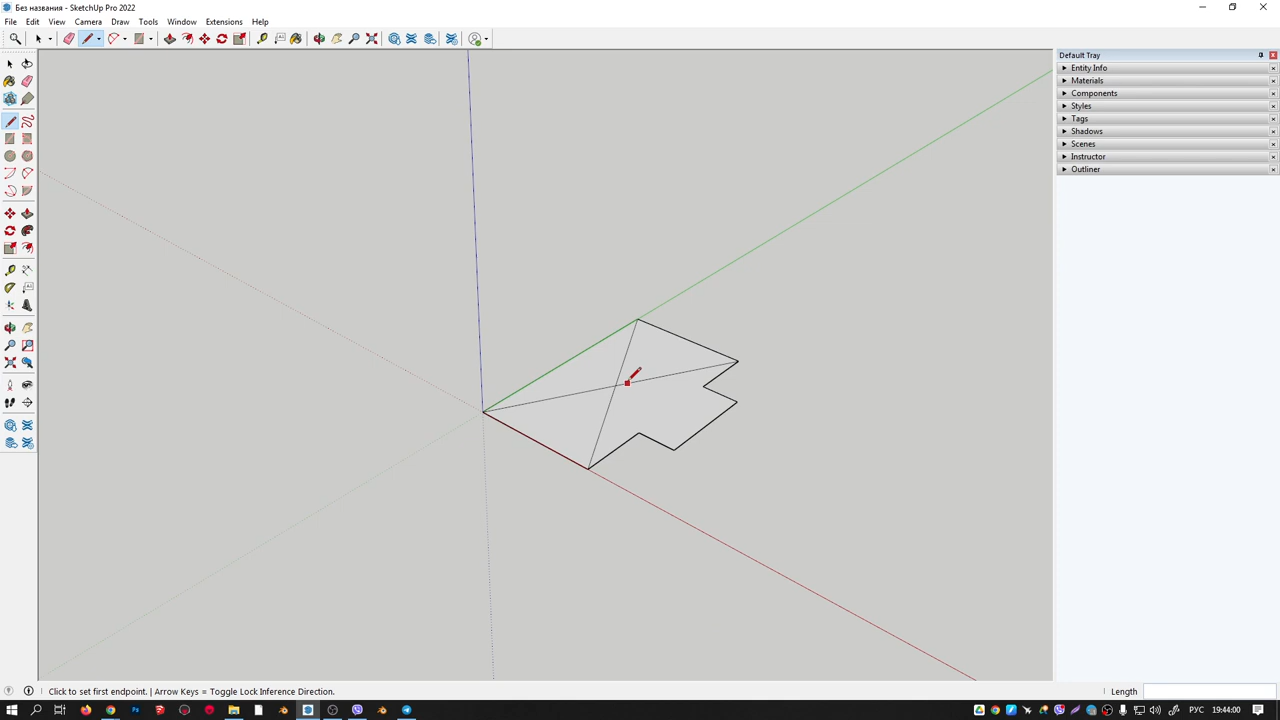 Без названия - SketchUp Pro 2022
File Edit View Camera Draw Tools Window Extensions Help
Default Tray
Entity Info
Materials
Components
Styles
Tags
Shadows
Scenes
Instructor
Outliner
Click to set first endpoint. | Arrow Keys = Toggle Lock Inference Direction.
Length
РУС 19:44:00